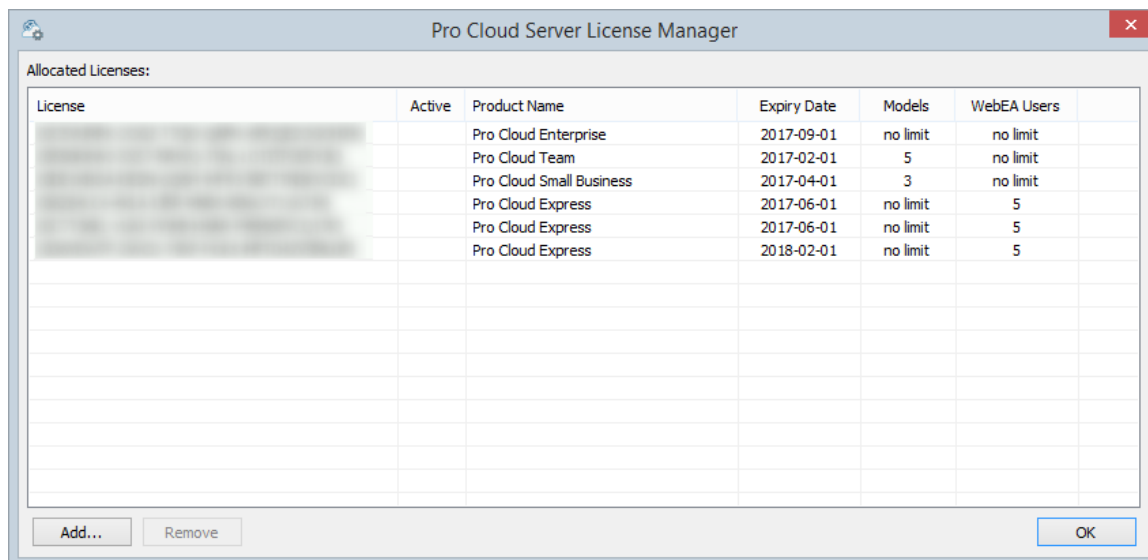 Pro Cloud Server License Manager
Allocated Licenses:
License Active Product Name Expiry Date Models WebEA Users
Pro Cloud Enterprise 2017-09-01 no limit no limit
Pro Cloud Team 2017-02-01 5 no limit
Pro Cloud Small Business 2017-04-01 3 no limit
Pro Cloud Express 2017-06-01 no limit 5
Pro Cloud Express 2017-06-01 no limit 5
Pro Cloud Express 2018-02-01 no limit 5
Add... Remove OK